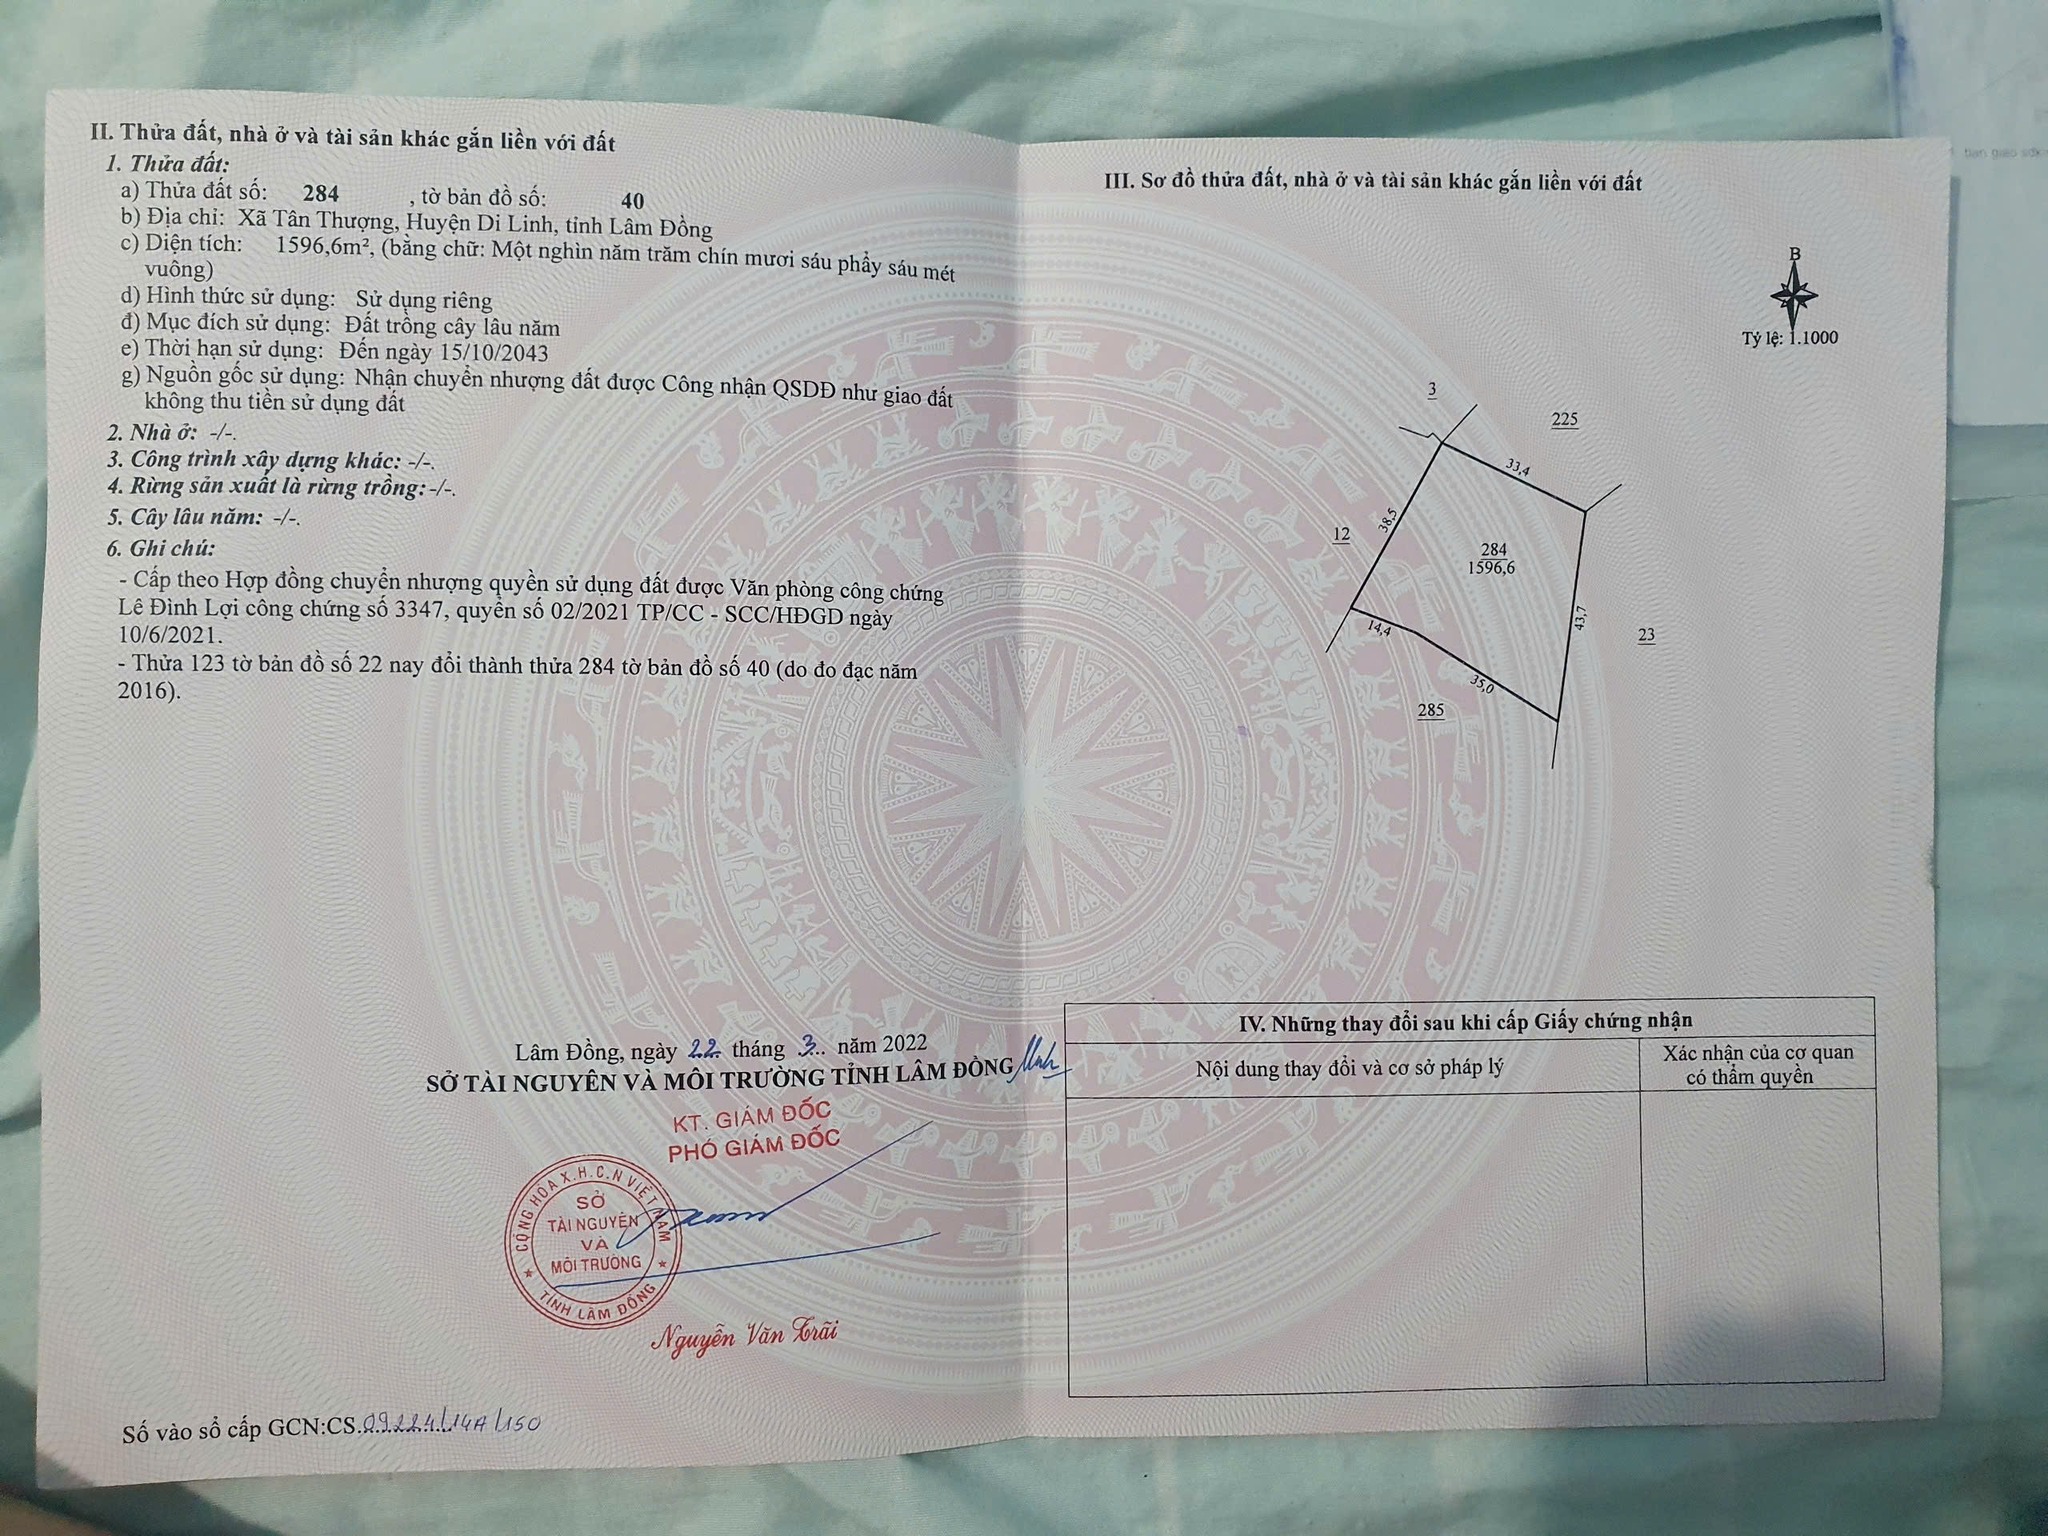 II. Thửa đất, nhà ở và tài sản khác gắn liền với đất
1. Thửa đất:
a) Thửa đất số: 284 , tờ bản đồ số: 40
b) Địa chỉ: Xã Tân Thượng, Huyện Di Linh, tỉnh Lâm Đồng
c) Diện tích: 1596,6m², (bằng chữ: Một nghìn năm trăm chín mươi sáu phẩy sáu mét
vuông)
d) Hình thức sử dụng: Sử dụng riêng
đ) Mục đích sử dụng: Đất trồng cây lâu năm
e) Thời hạn sử dụng: Đến ngày 15/10/2043
g) Nguồn gốc sử dụng: Nhận chuyển nhượng đất được Công nhận QSDĐ như giao đất
không thu tiền sử dụng đất
2. Nhà ở: -/-.
3. Công trình xây dựng khác: -/-.
4. Rừng sản xuất là rừng trồng: -/-.
5. Cây lâu năm: -/-.
6. Ghi chú:
- Cấp theo Hợp đồng chuyển nhượng quyền sử dụng đất được Văn phòng công chứng
Lê Đình Lợi công chứng số 3347, quyển số 02/2021 TP/CC - SCC/HĐGD ngày
10/6/2021.
- Thửa 123 tờ bản đồ số 22 nay đổi thành thửa 284 tờ bản đồ số 40 (do đo đạc năm
2016).
Lâm Đồng, ngày 22 tháng 3 năm 2022
SỞ TÀI NGUYÊN VÀ MÔI TRƯỜNG TỈNH LÂM ĐỒNG
KT. GIÁM ĐỐC
PHÓ GIÁM ĐỐC
CỘNG HÒA X.H.C.N VIỆT NAM
SỞ
TÀI NGUYÊN
VÀ
MÔI TRƯỜNG
TỈNH LÂM ĐỒNG
Nguyễn Văn Trãi
Số vào sổ cấp GCN:CS.09224/14A/150
III. Sơ đồ thửa đất, nhà ở và tài sản khác gắn liền với đất
B
Tỷ lệ: 1.1000
3
225
33,4
38,5
12
284
1596,6
43,7
23
14,4
35,0
285
IV. Những thay đổi sau khi cấp Giấy chứng nhận
Nội dung thay đổi và cơ sở pháp lý
Xác nhận của cơ quan
có thẩm quyền